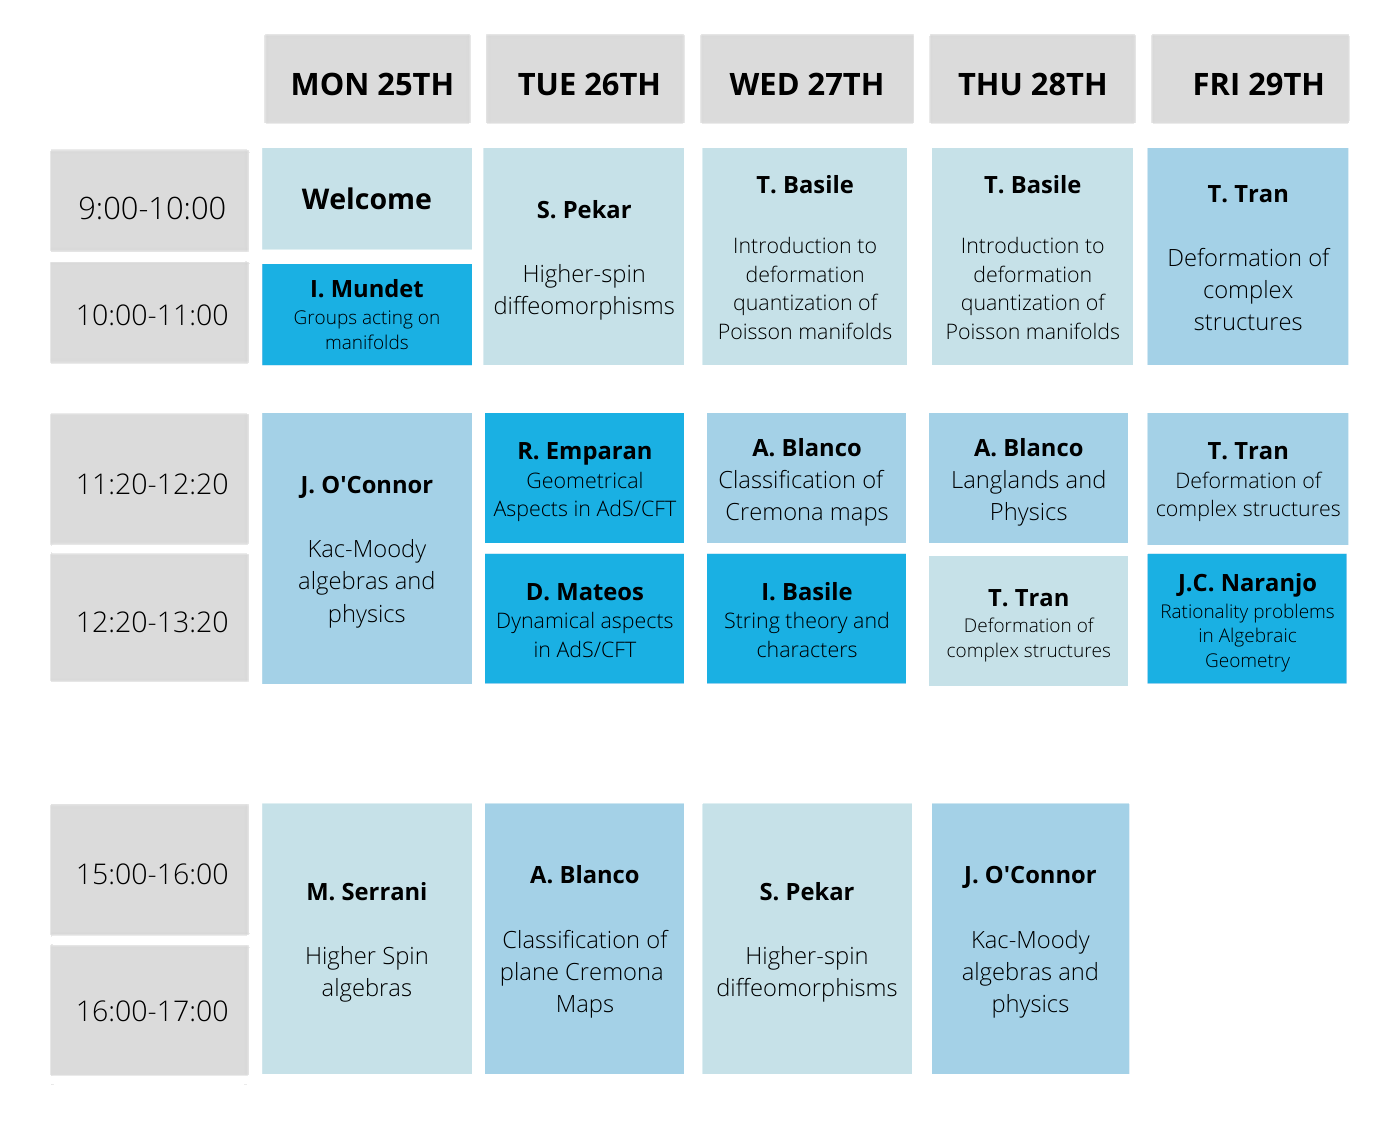 MON 25TH
TUE 26TH
WED 27TH
THU 28TH
FRI 29TH
9:00-10:00
Welcome
10:00-11:00
I. Mundet
Groups acting on
manifolds
S. Pekar
Higher-spin
diffeomorphisms
T. Basile
Introduction to
deformation
quantization of
Poisson manifolds
T. Basile
Introduction to
deformation
quantization of
Poisson manifolds
T. Tran
Deformation of
complex
structures
11:20-12:20
12:20-13:20
J. O'Connor
Kac-Moody
algebras and
physics
R. Emparan
Geometrical
Aspects in AdS/CFT
D. Mateos
Dynamical aspects
in AdS/CFT
A. Blanco
Classification of
Cremona maps
I. Basile
String theory and
characters
A. Blanco
Langlands and
Physics
T. Tran
Deformation of
complex structures
T. Tran
Deformation of
complex structures
J.C. Naranjo
Rationality problems
in Algebraic
Geometry
15:00-16:00
16:00-17:00
M. Serrani
Higher Spin
algebras
A. Blanco
Classification of
plane Cremona
Maps
S. Pekar
Higher-spin
diffeomorphisms
J. O'Connor
Kac-Moody
algebras and
physics